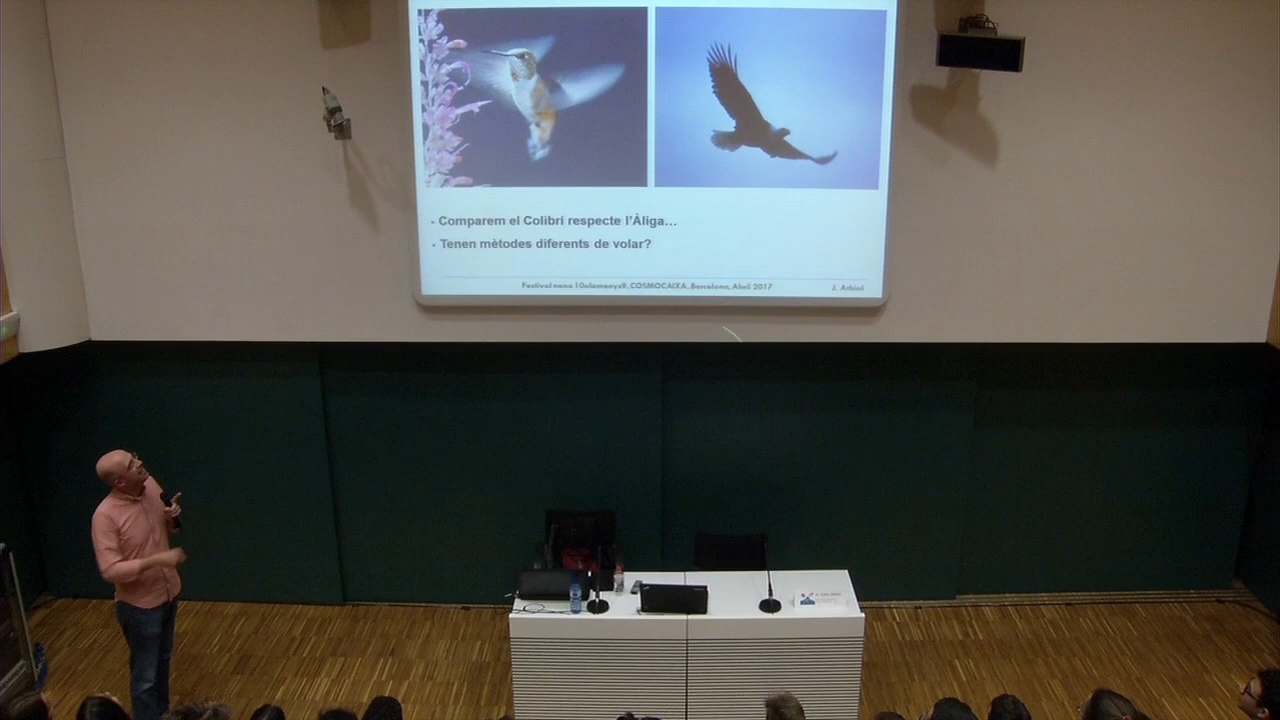 - Comparem el Colibri respecte l'Àliga...
- Tenen mètodes diferents de volar?
Festival nano 10alamenys9, COSMOCAIXA, Barcelona, Abril 2017
J. Arbiol